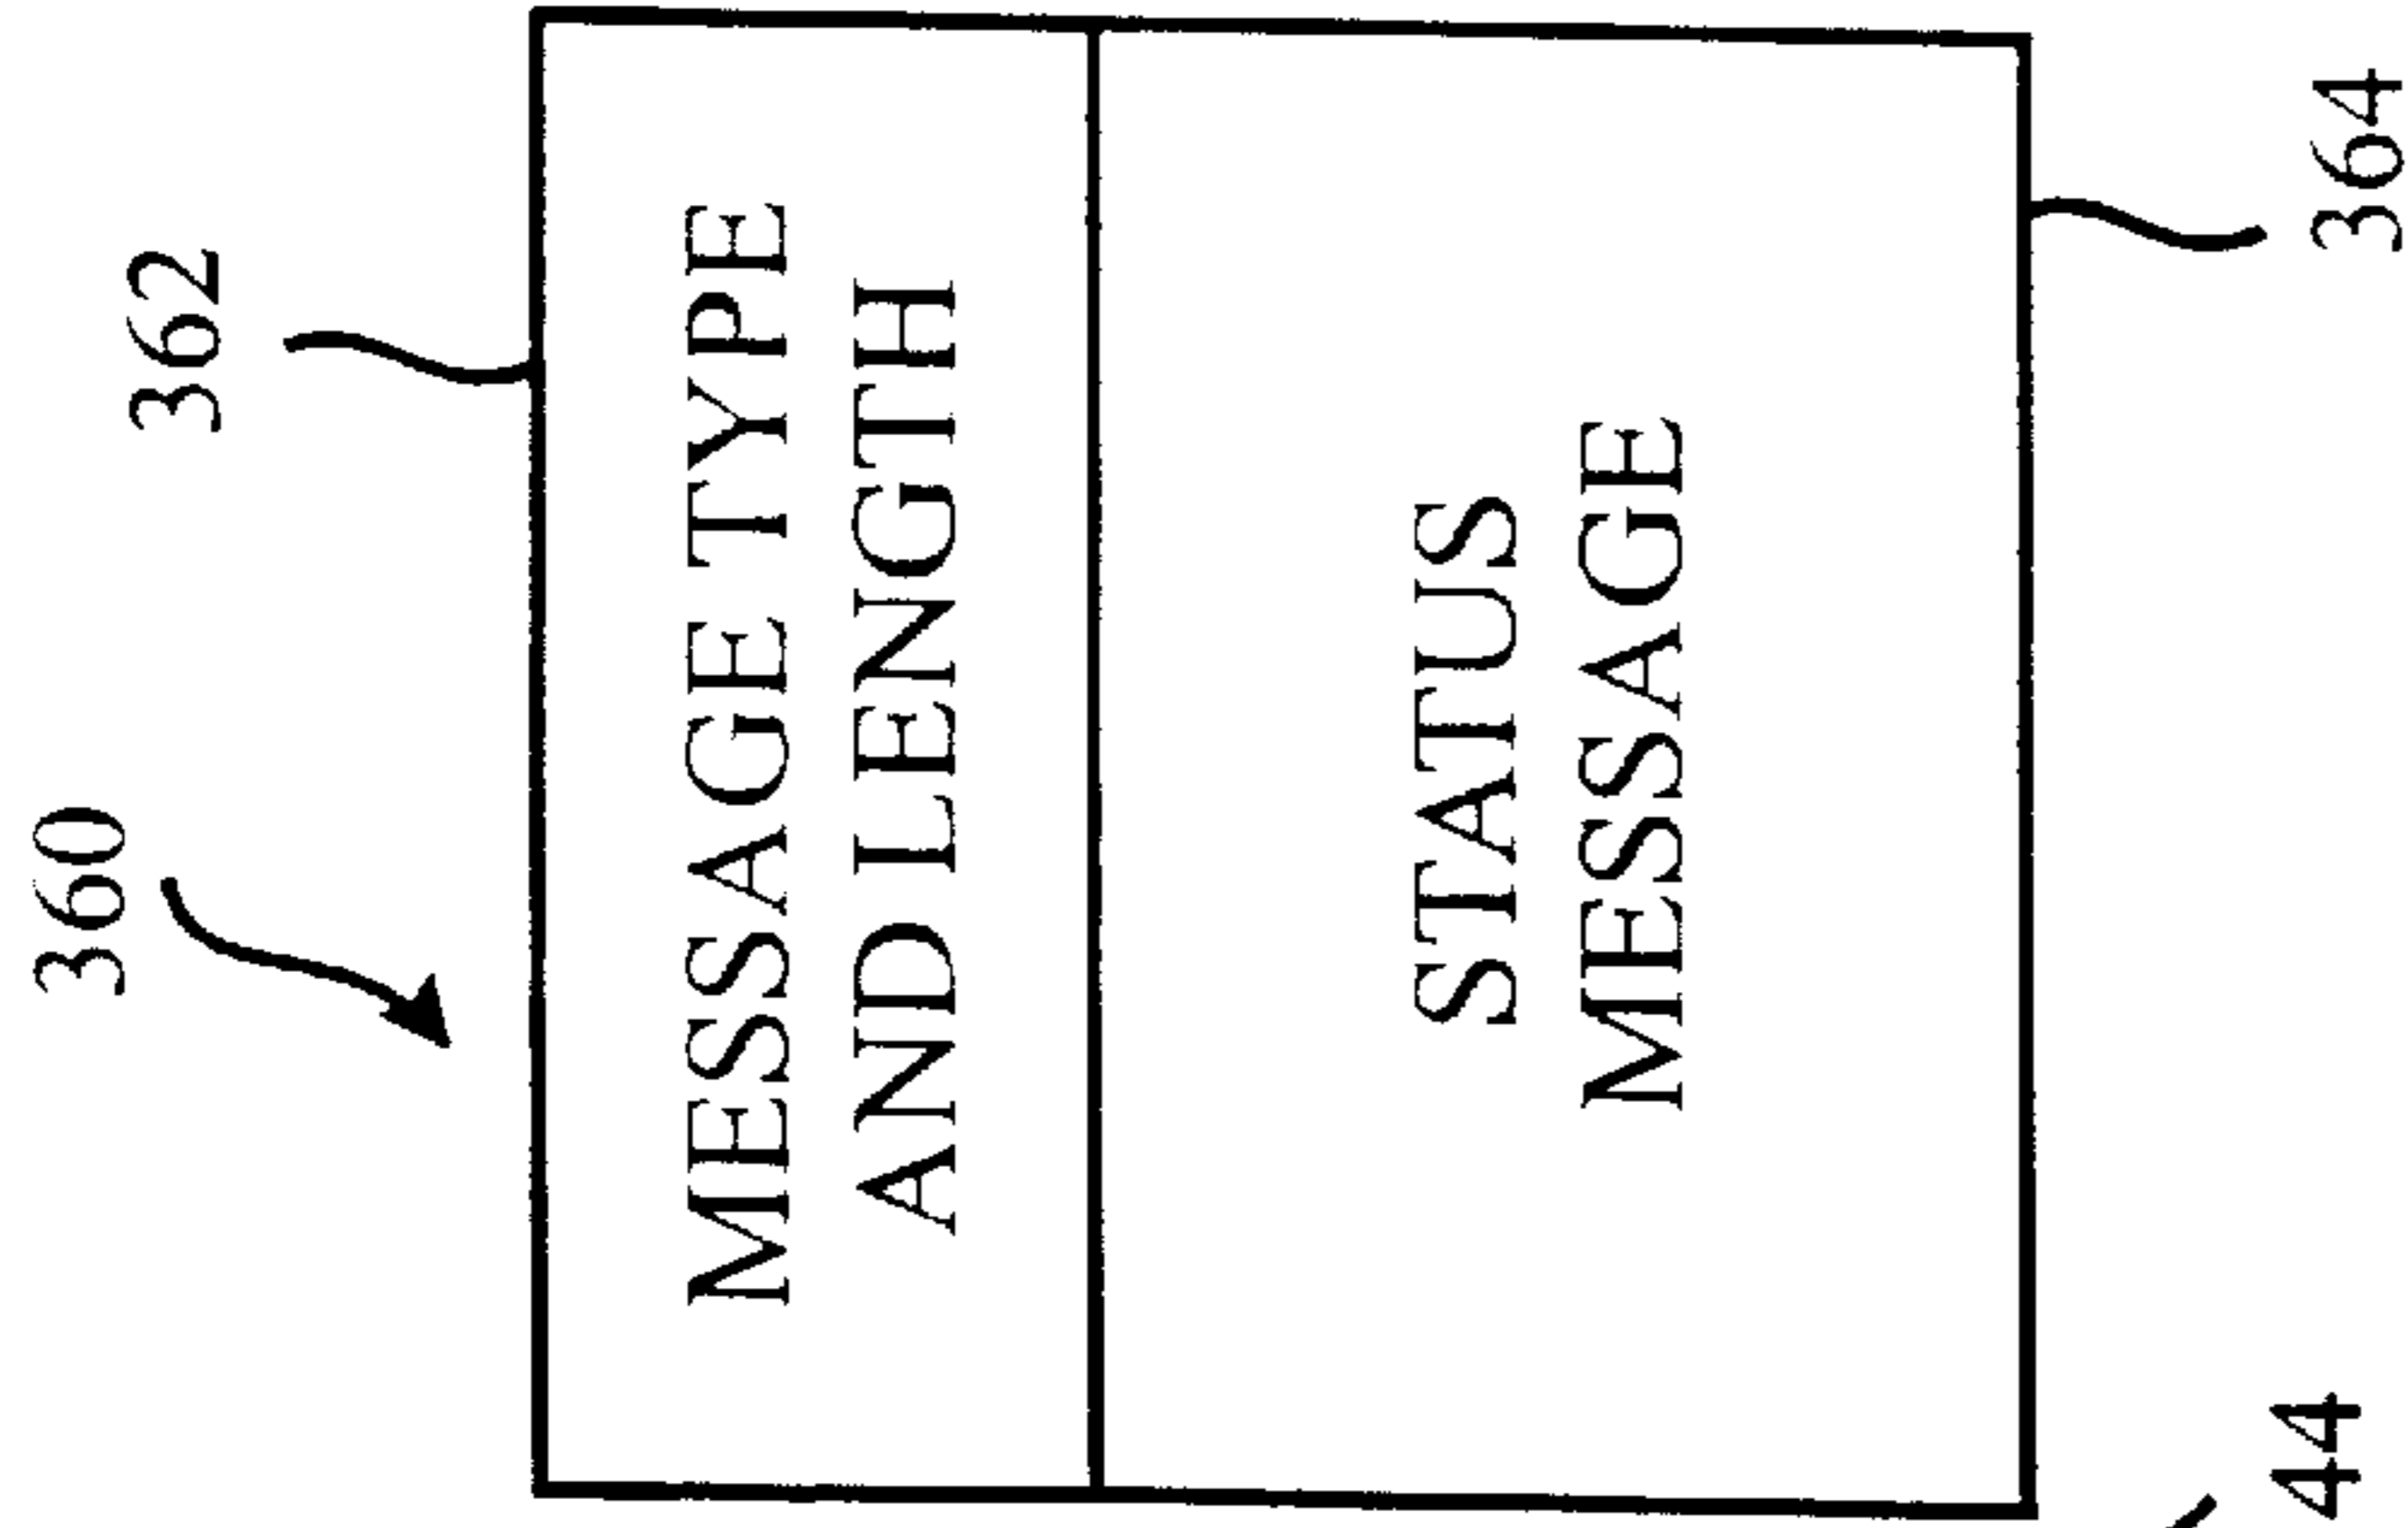 360
362
MESSAGE TYPE
AND LENGTH
STATUS
MESSAGE
44
364